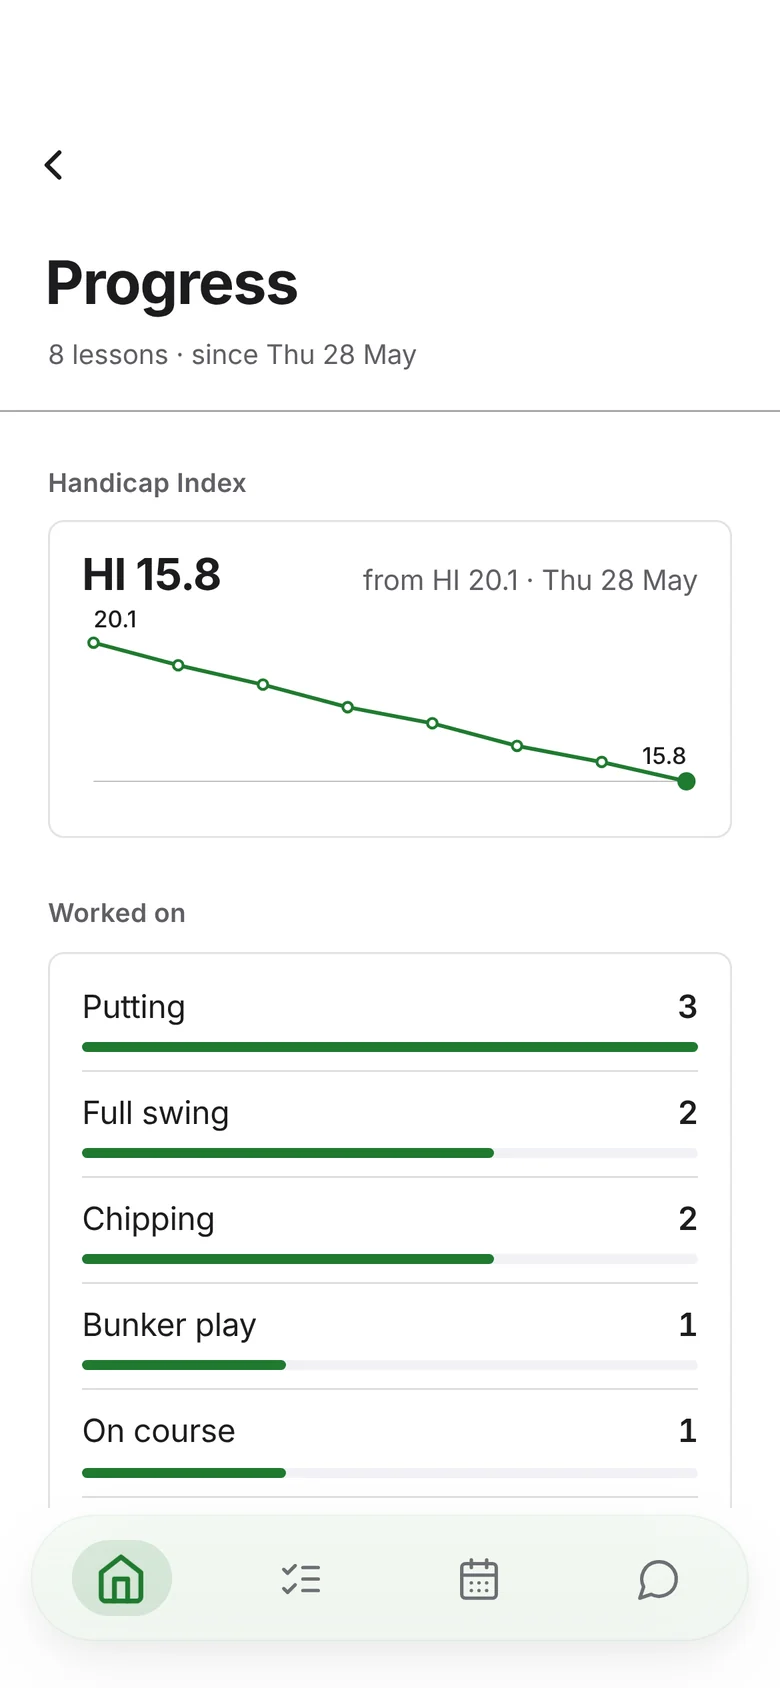 Progress
8 lessons · since Thu 28 May
Handicap Index
HI 15.8
from HI 20.1 · Thu 28 May
20.1
15.8
Worked on
Putting 3
Full swing 2
Chipping 2
Bunker play 1
On course 1